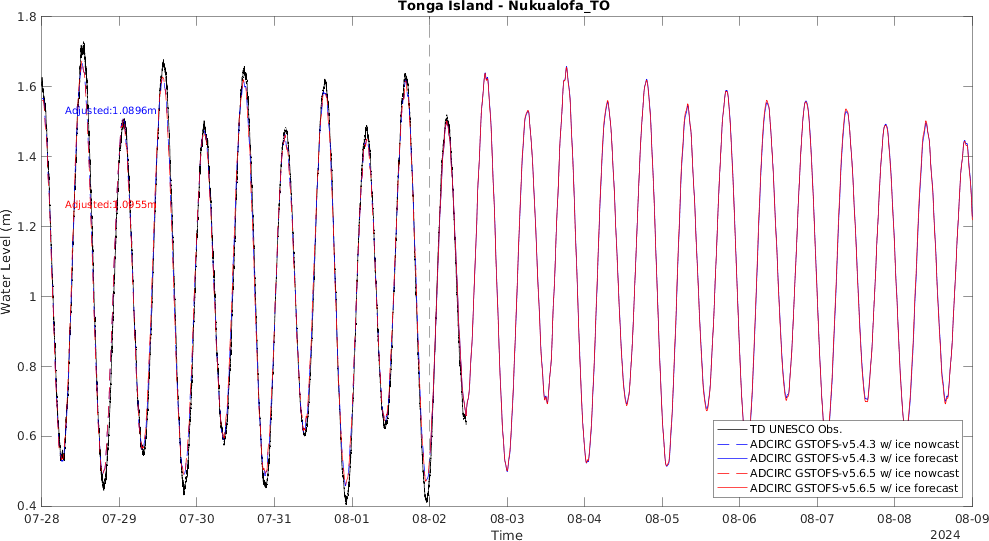 Tonga Island - Nukualofa_TO
1.8
1.6
1.4
1.2
1
0.8
0.6
0.4
Water Level (m)
Adjusted:1.0896m
Adjusted:1.0955m
TD UNESCO Obs.
ADCIRC GSTOFS-v5.4.3 w/ ice nowcast
ADCIRC GSTOFS-v5.4.3 w/ ice forecast
ADCIRC GSTOFS-v5.6.5 w/ ice nowcast
ADCIRC GSTOFS-v5.6.5 w/ ice forecast
07-28 07-29 07-30 07-31 08-01 08-02 08-03 08-04 08-05 08-06 08-07 08-08 08-09
Time
2024